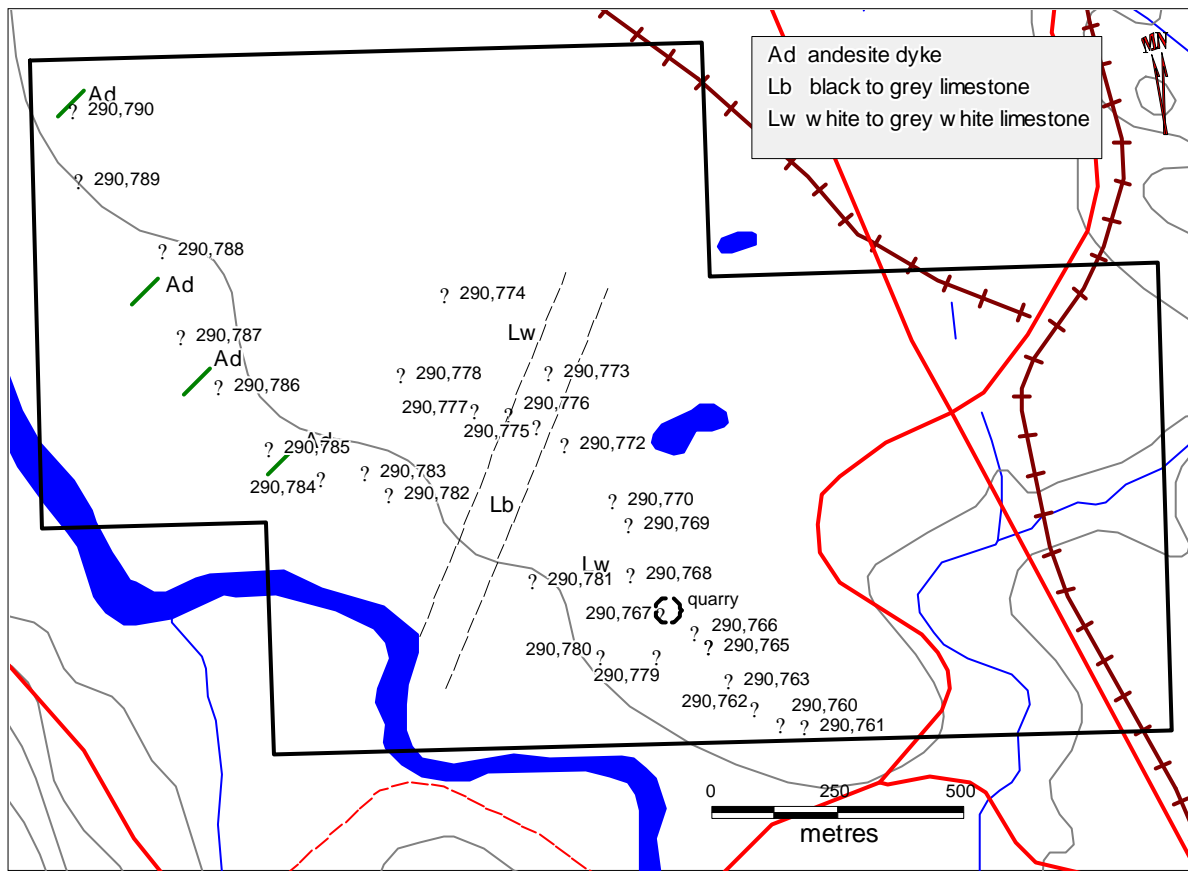 Ad andesite dyke
Lb black to grey limestone
Lw white to grey white limestone
MN
Ad
? 290,790
? 290,789
? 290,788
Ad
? 290,774
? 290,787
Lw
Ad
? 290,786
? 290,778
? 290,773
290,777 ?
? 290,776
290,775 ?
Ad
? 290,785
? 290,772
? 290,783
290,784 ?
? 290,782
Lb
? 290,770
? 290,769
Lw
? 290,781
? 290,768
quarry
290,767 ?
? 290,766
? 290,765
290,780 ?
290,779 ?
? 290,763
290,762 ?
? 290,760
? 290,761
0 250 500
metres